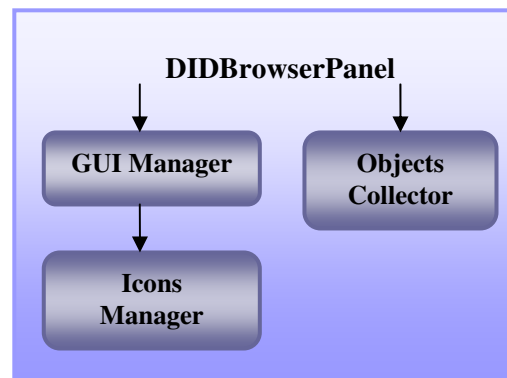 DIDBrowserPanel
GUI Manager
Objects
Collector
Icons
Manager